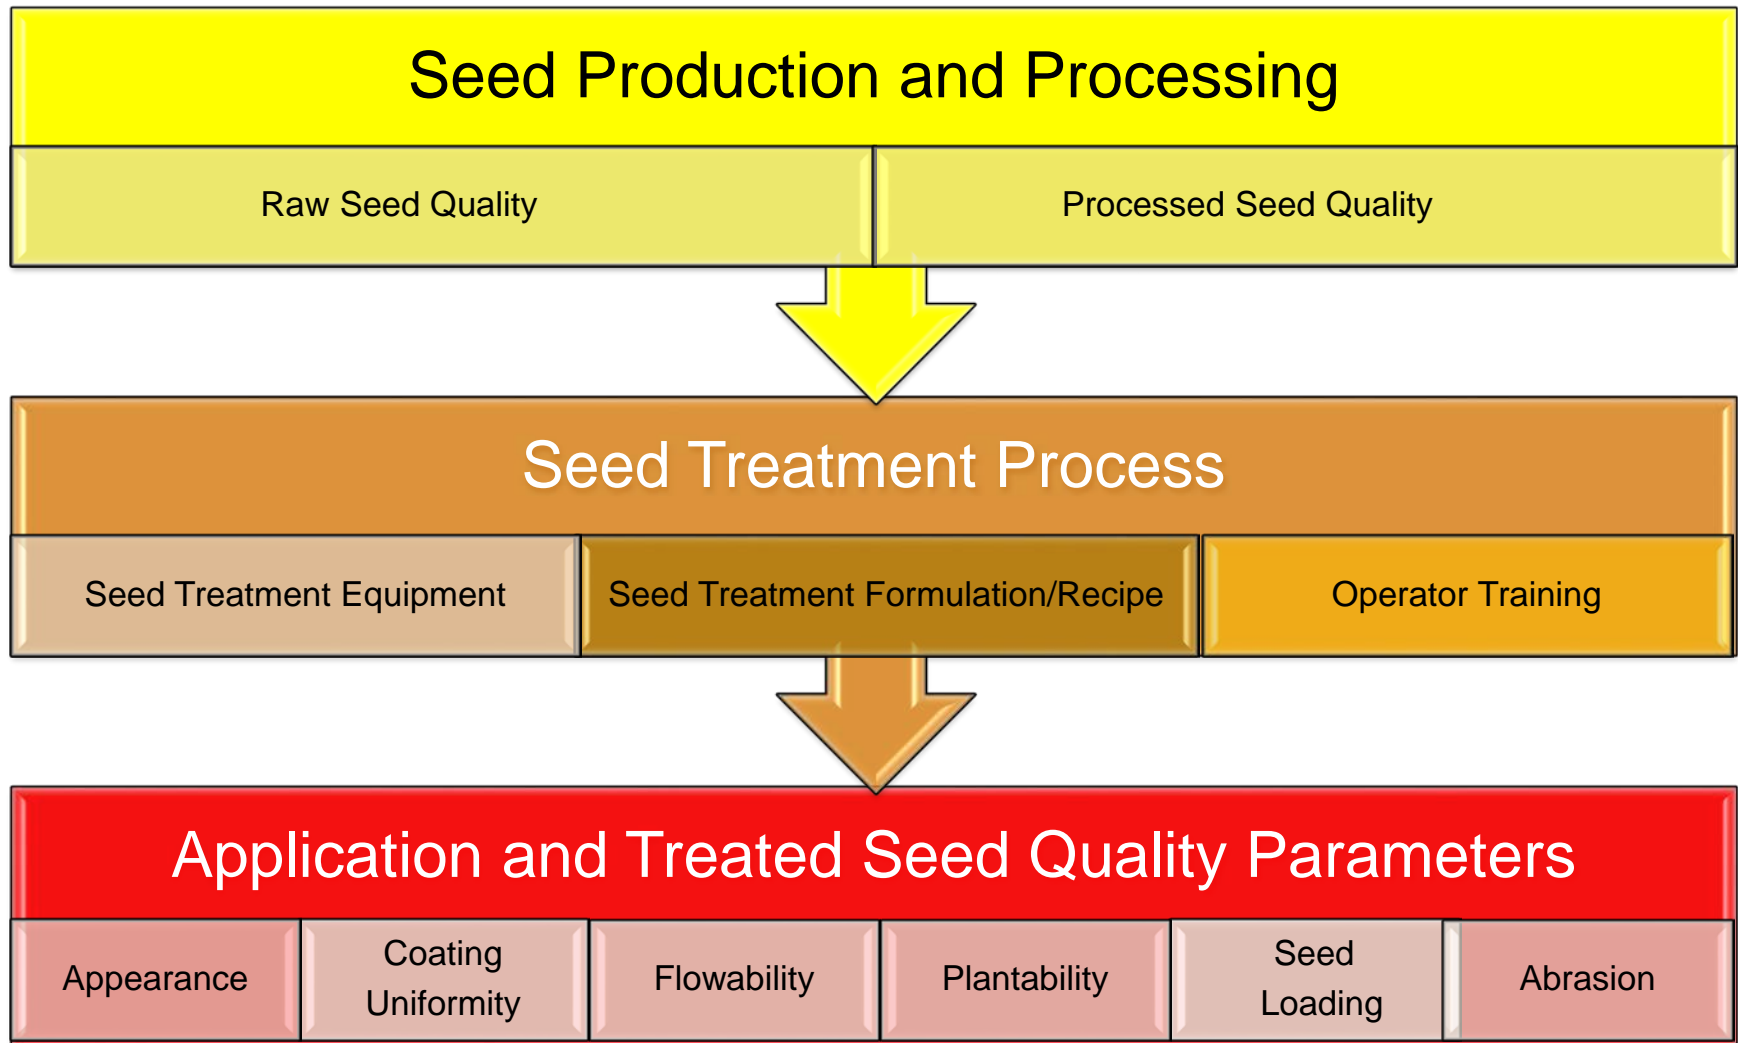 Seed Production and Processing
Raw Seed Quality
Processed Seed Quality
Seed Treatment Process
Seed Treatment Equipment
Seed Treatment Formulation/Recipe
Operator Training
Application and Treated Seed Quality Parameters
Appearance
Coating
Uniformity
Flowability
Plantability
Seed
Loading
Abrasion